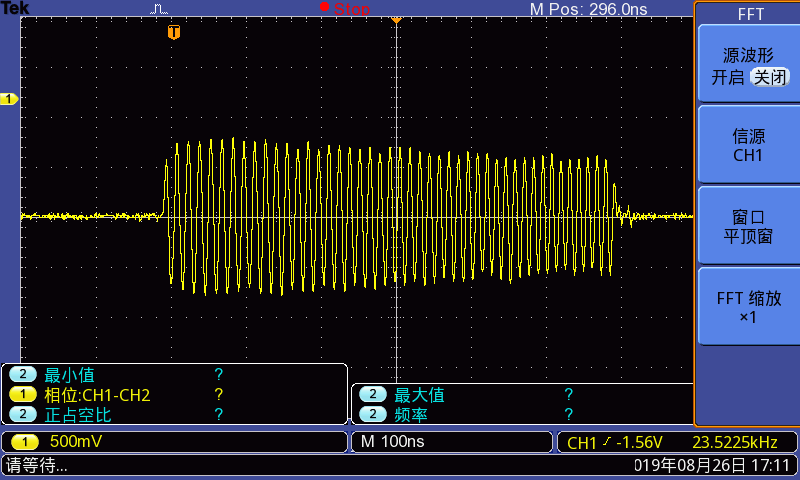 Tek Stop M Pos: 296.0ns
T
1
FFT
源波形
开启 关闭
信源
CH1
窗口
平顶窗
FFT 缩放
×1
2 最小值 ?
1 相位:CH1-CH2 ?
2 正占空比 ?
2 最大值 ?
2 频率 ?
1 500mV M 100ns CH1 -1.56V 23.5225kHz
请等待... 019年08月26日 17:11